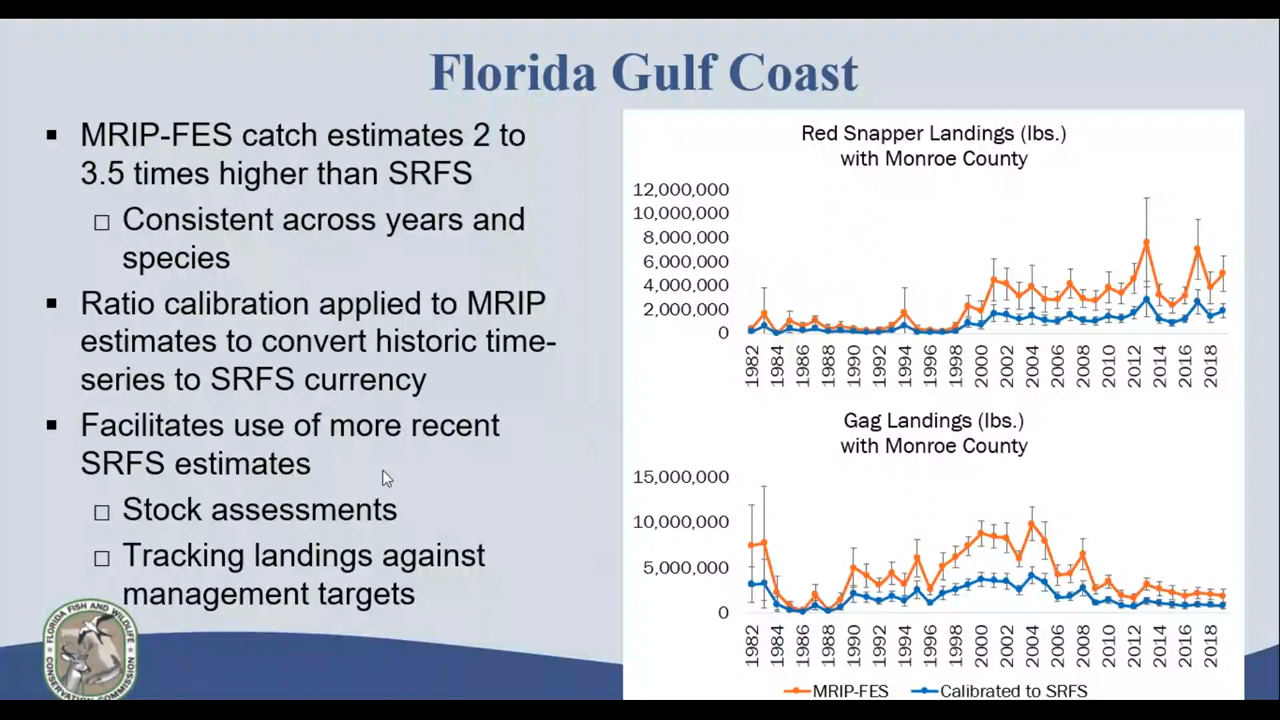 Florida Gulf Coast
▪ MRIP-FES catch estimates 2 to
3.5 times higher than SRFS
□ Consistent across years and
species
▪ Ratio calibration applied to MRIP
estimates to convert historic time-
series to SRFS currency
▪ Facilitates use of more recent
SRFS estimates
□ Stock assessments
□ Tracking landings against
management targets
FLORIDA FISH AND WILDLIFE
CONSERVATION COMMISSION
Red Snapper Landings (lbs.)
with Monroe County
12,000,000
10,000,000
8,000,000
6,000,000
4,000,000
2,000,000
0
1982 1984 1986 1988 1990 1992 1994 1996 1998 2000 2002 2004 2006 2008 2010 2012 2014 2016 2018
Gag Landings (lbs.)
with Monroe County
15,000,000
10,000,000
5,000,000
0
1982 1984 1986 1988 1990 1992 1994 1996 1998 2000 2002 2004 2006 2008 2010 2012 2014 2016 2018
MRIP-FES Calibrated to SRFS